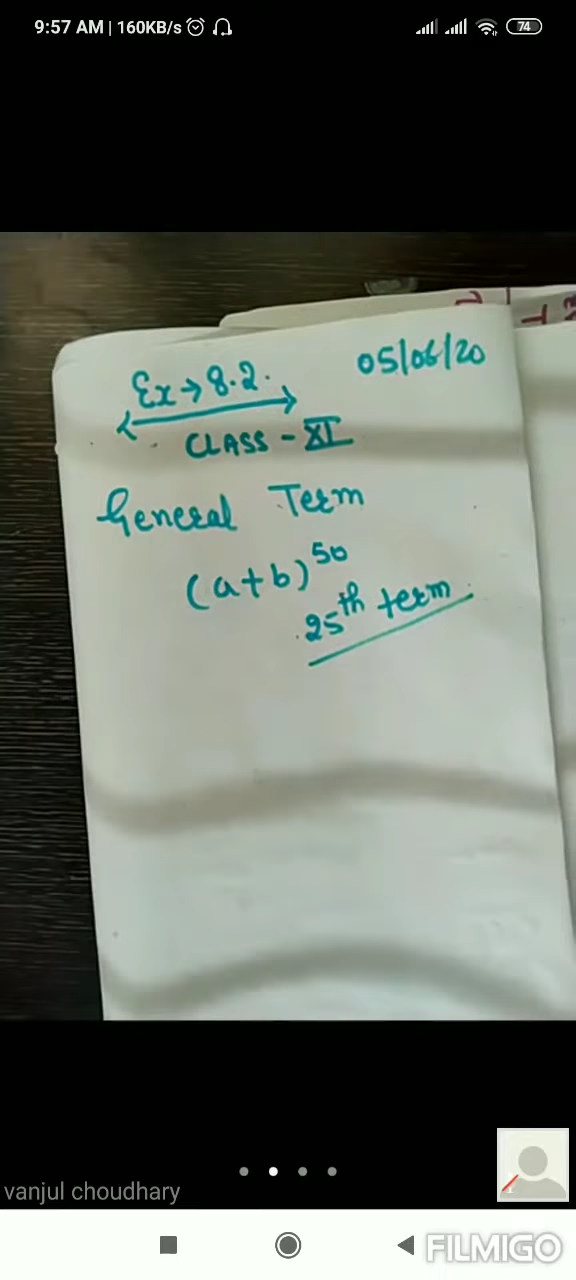 9:57 AM | 160KB/s
74
Ex → 8.2.
05/06/20
CLASS - XI
General Term
(a+b)^50
25th term.
vanjul choudhary
FILMIGO